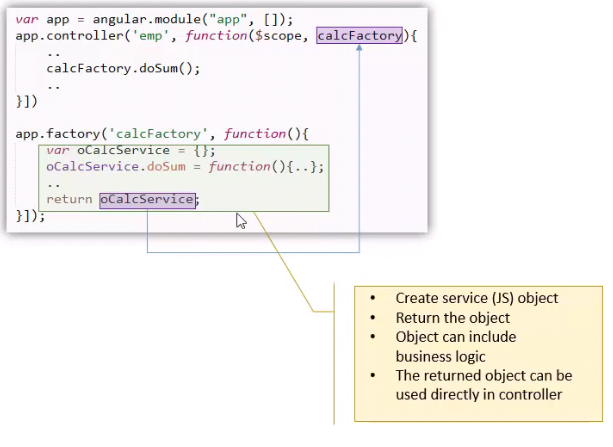 var app = angular.module("app", []);
app.controller('emp', function($scope, calcFactory){
..
calcFactory.doSum();
..
}])
app.factory('calcFactory', function(){
var oCalcService = {};
oCalcService.doSum = function(){..};
..
return oCalcService;
}]);
• Create service (JS) object
• Return the object
• Object can include
business logic
• The returned object can be
used directly in controller